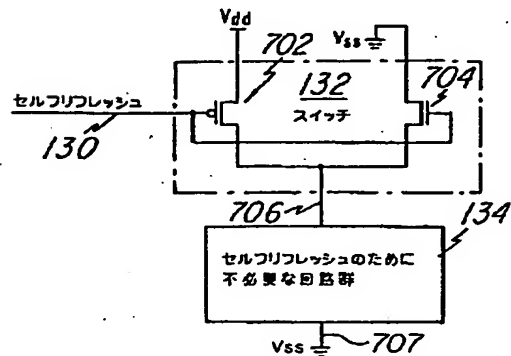 Vdd
Vss
702
132
スイッチ
704
セルフリフレッシュ
130
706
134
セルフリフレッシュのために
不必要な回路群
Vss
707